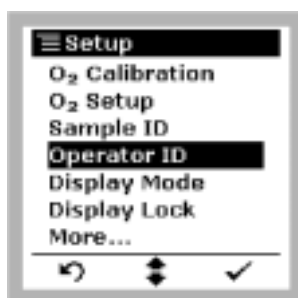 Setup
O₂ Calibration
O₂ Setup
Sample ID
Operator ID
Display Mode
Display Lock
More...